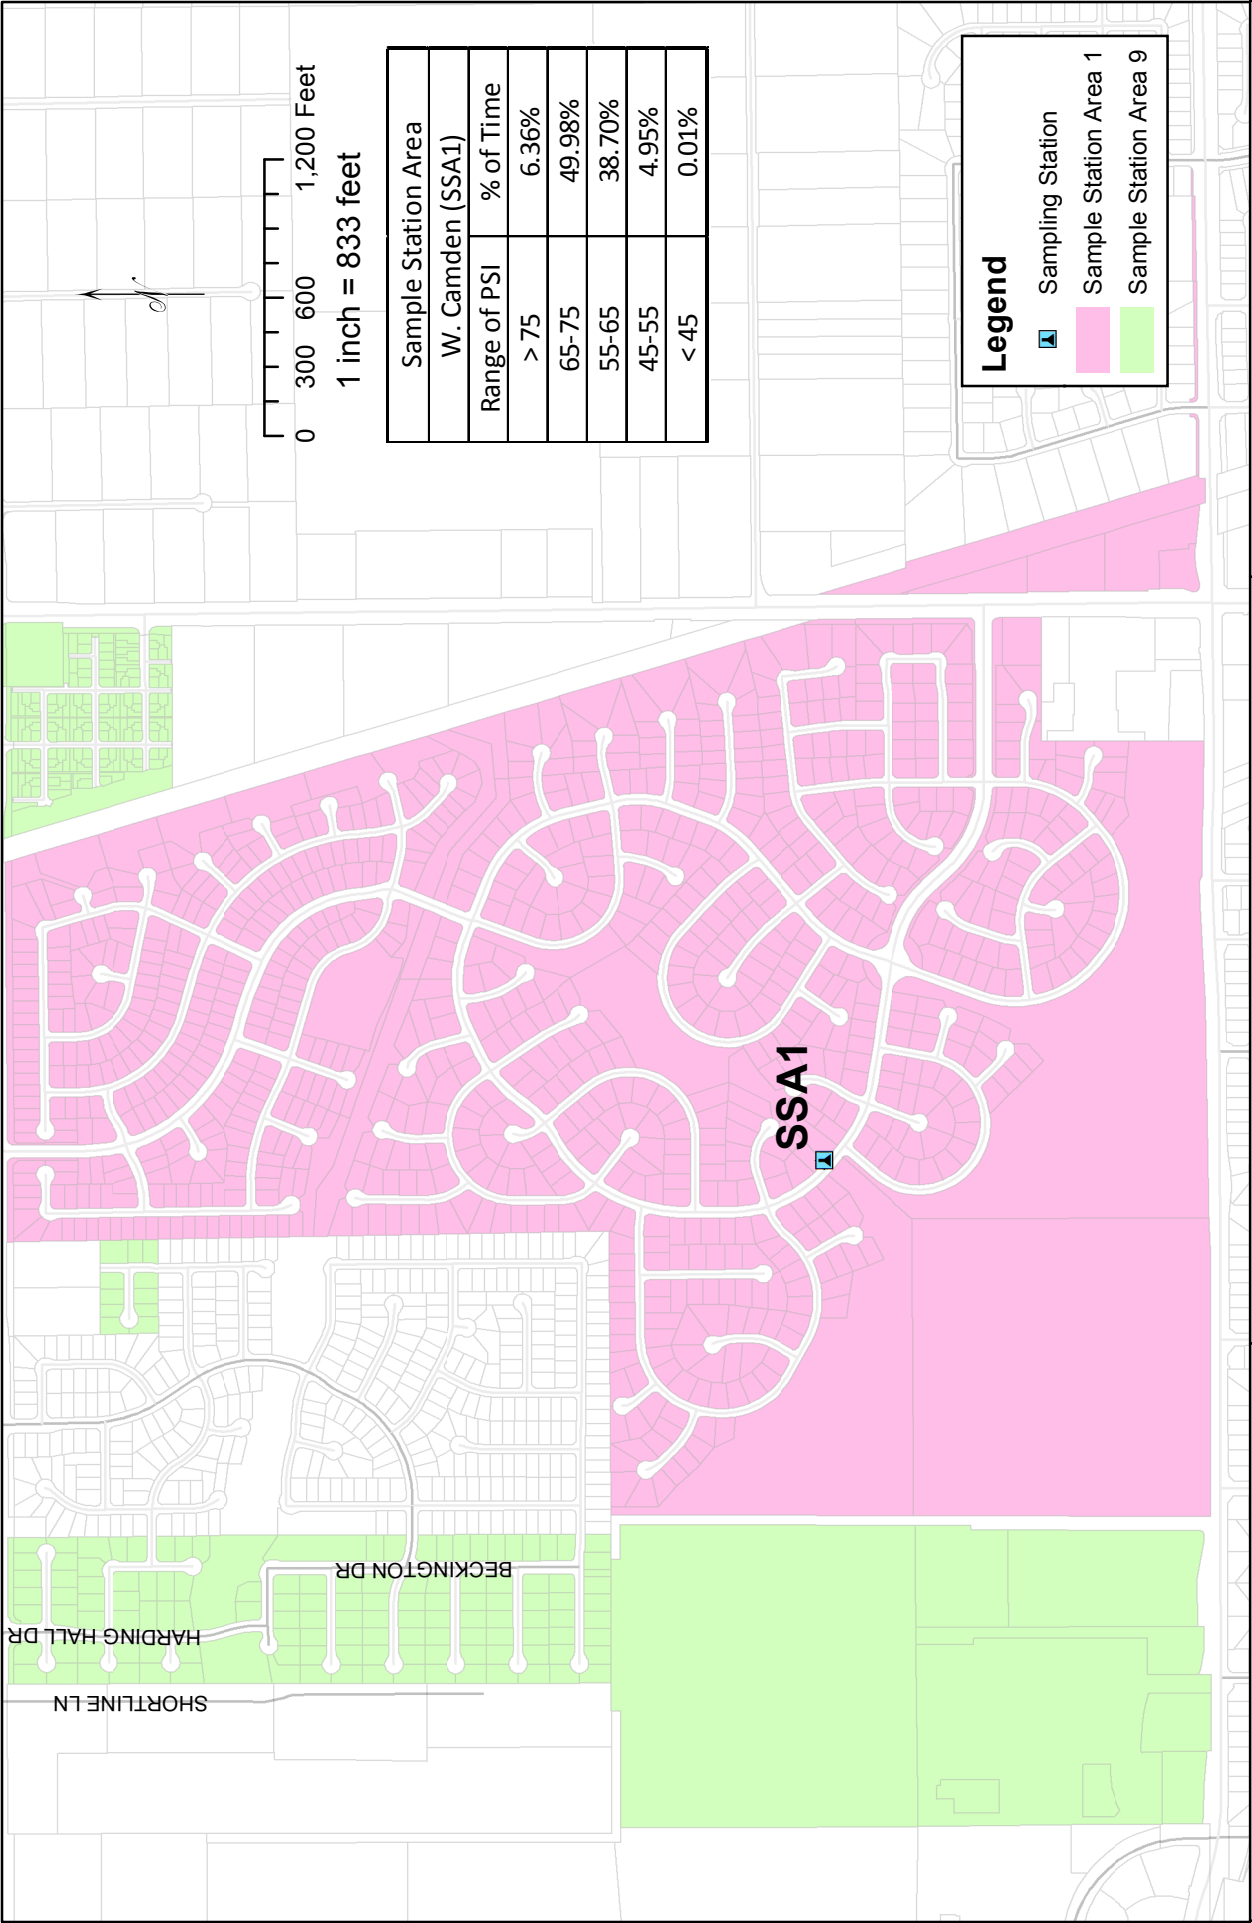 0 300 600 1,200 Feet
1 inch = 833 feet
Sample Station Area
W. Camden (SSA1)
Range of PSI % of Time
> 75 6.36%
65-75 49.98%
55-65 38.70%
45-55 4.95%
< 45 0.01%
Legend
Sampling Station
Sample Station Area 1
Sample Station Area 9
SSA1
BECKINGTON DR
HARDING HALL DR
SHORTLINE LN